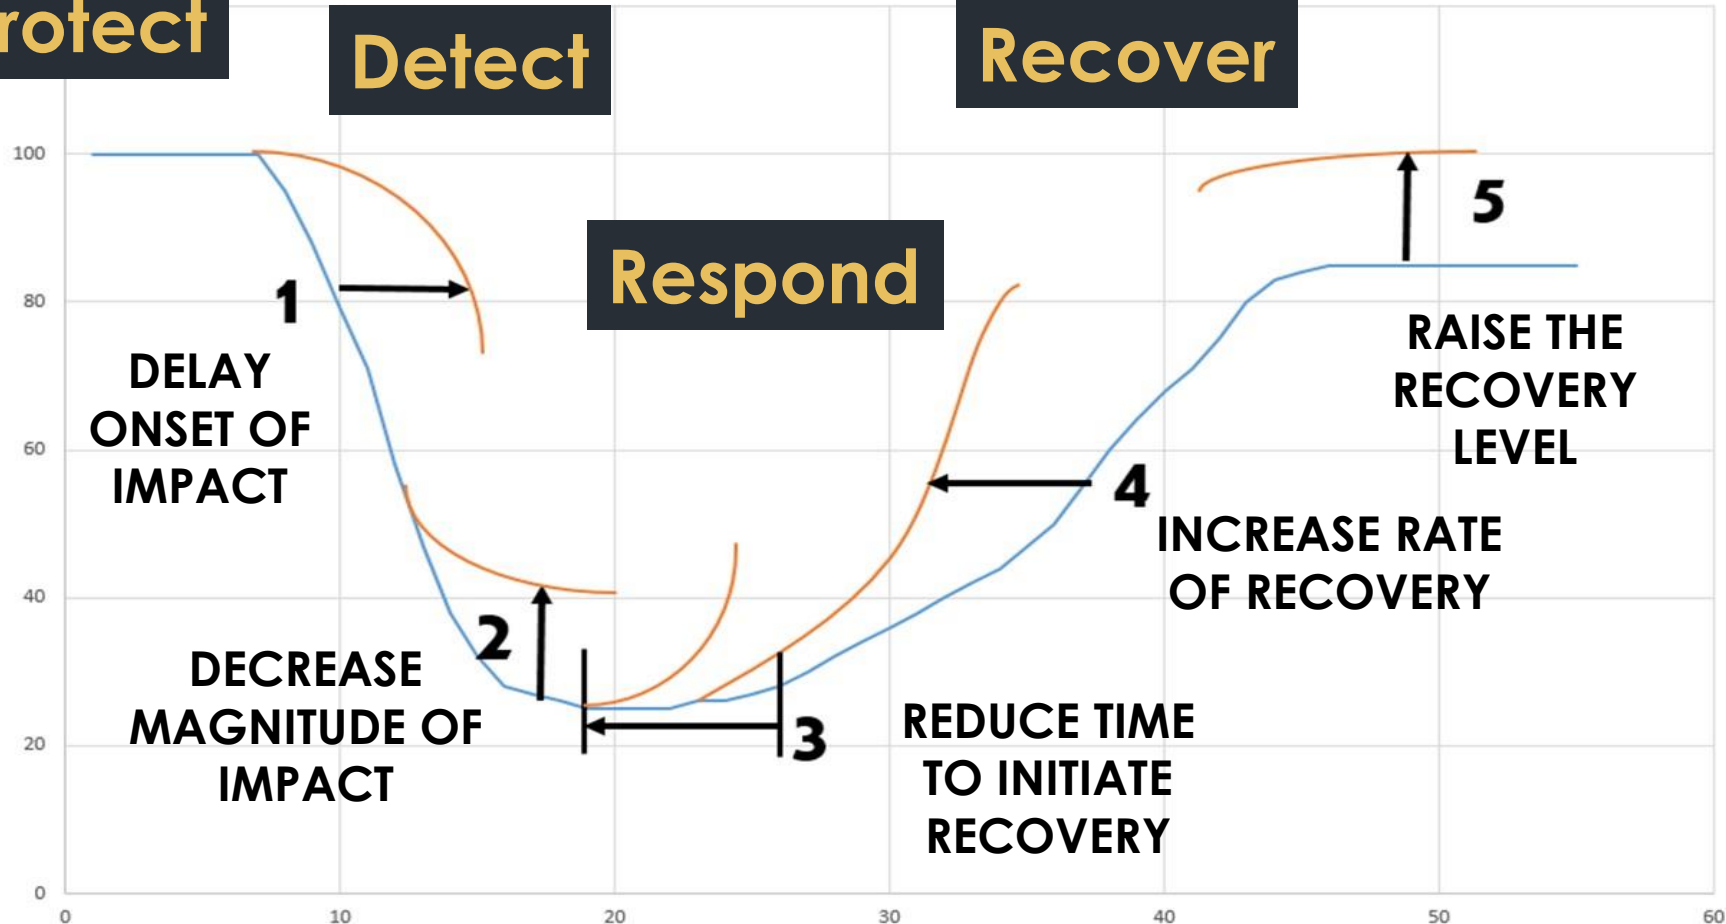 rotect
Detect
Recover
Respond
100
80
60
40
20
0
1
DELAY
ONSET OF
IMPACT
2
DECREASE
MAGNITUDE OF
IMPACT
3
REDUCE TIME
TO INITIATE
RECOVERY
4
INCREASE RATE
OF RECOVERY
5
RAISE THE
RECOVERY
LEVEL
0 10 20 30 40 50 60